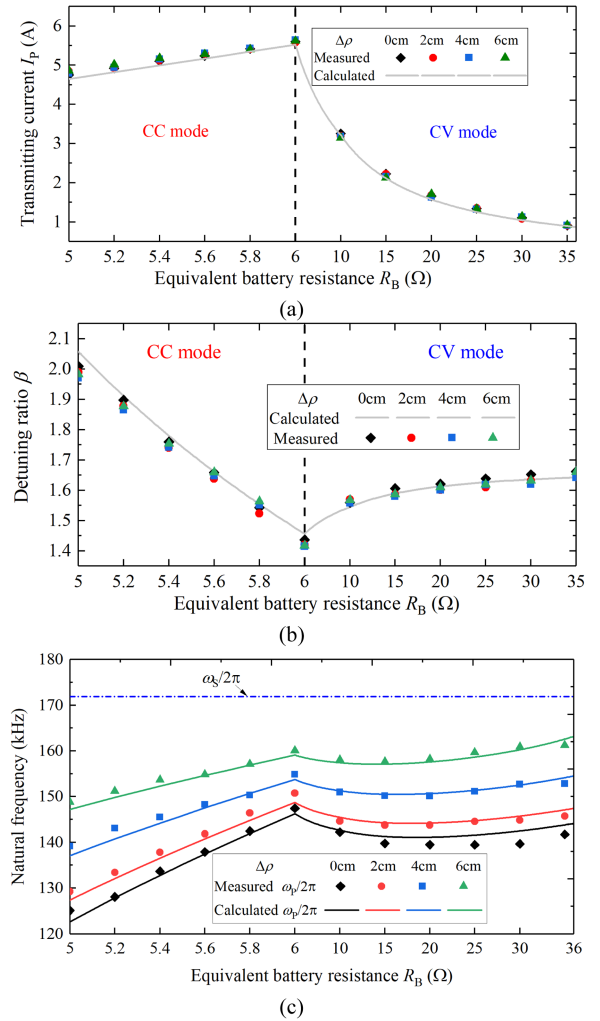 Transmitting current I_P (A)
6
5
4
3
2
1
Δρ 0cm 2cm 4cm 6cm
Measured
Calculated
CC mode
CV mode
5 5.2 5.4 5.6 5.8 6 10 15 20 25 30 35
Equivalent battery resistance R_B (Ω)
(a)
Detuning ratio β
2.1
2.0
1.9
1.8
1.7
1.6
1.5
1.4
CC mode
CV mode
Δρ 0cm 2cm 4cm 6cm
Calculated
Measured
5 5.2 5.4 5.6 5.8 6 10 15 20 25 30 35
Equivalent battery resistance R_B (Ω)
(b)
Natural frequency (kHz)
180
170
160
150
140
130
120
ω_S/2π
Δρ 0cm 2cm 4cm 6cm
Measured ω_P/2π
Calculated ω_P/2π
5 5.2 5.4 5.6 5.8 6 10 15 20 25 30 36
Equivalent battery resistance R_B (Ω)
(c)